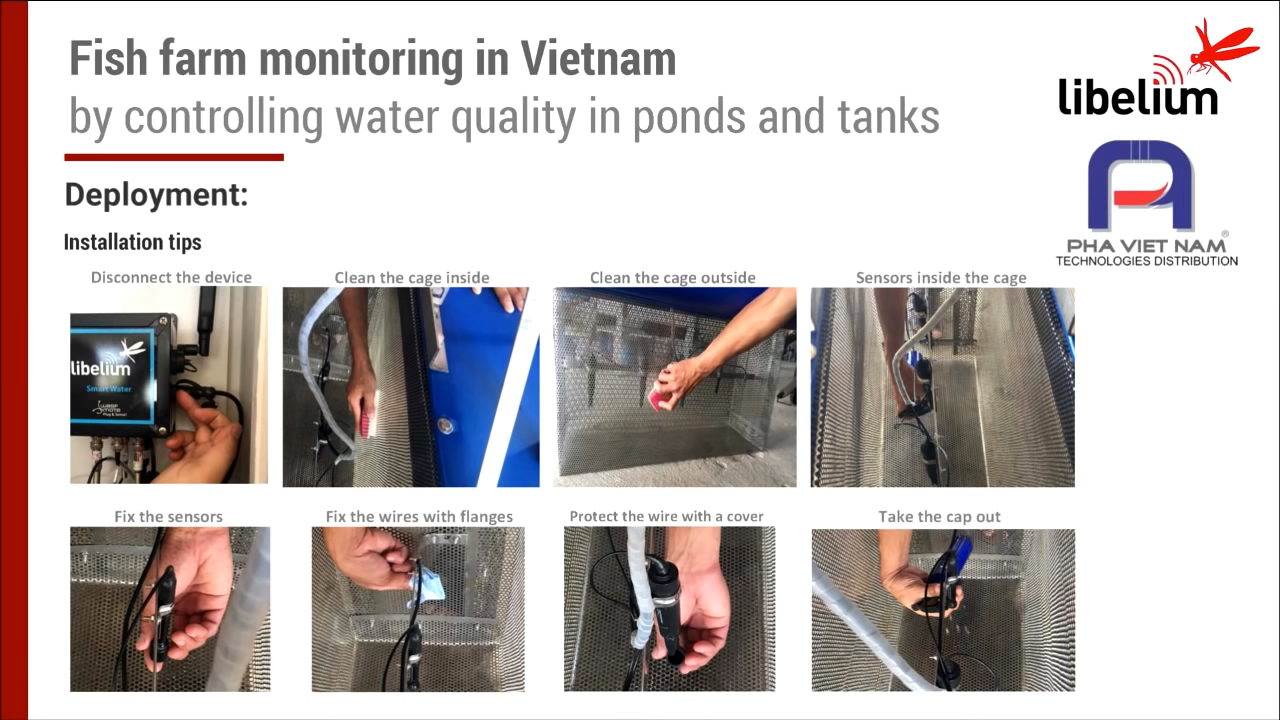 Fish farm monitoring in Vietnam
by controlling water quality in ponds and tanks
libelium
PHA VIET NAM®
TECHNOLOGIES DISTRIBUTION
Deployment:
Installation tips
Disconnect the device
Clean the cage inside
Clean the cage outside
Sensors inside the cage
libelium
Smart Water
Plug & Sense!
Fix the sensors
Fix the wires with flanges
Protect the wire with a cover
Take the cap out